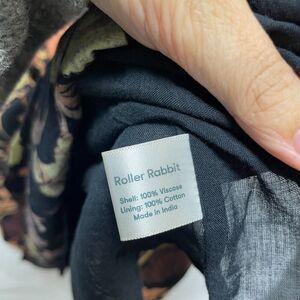 Roller Rabbit
Shell: 100% Viscose
Lining: 100% Cotton
Made in India